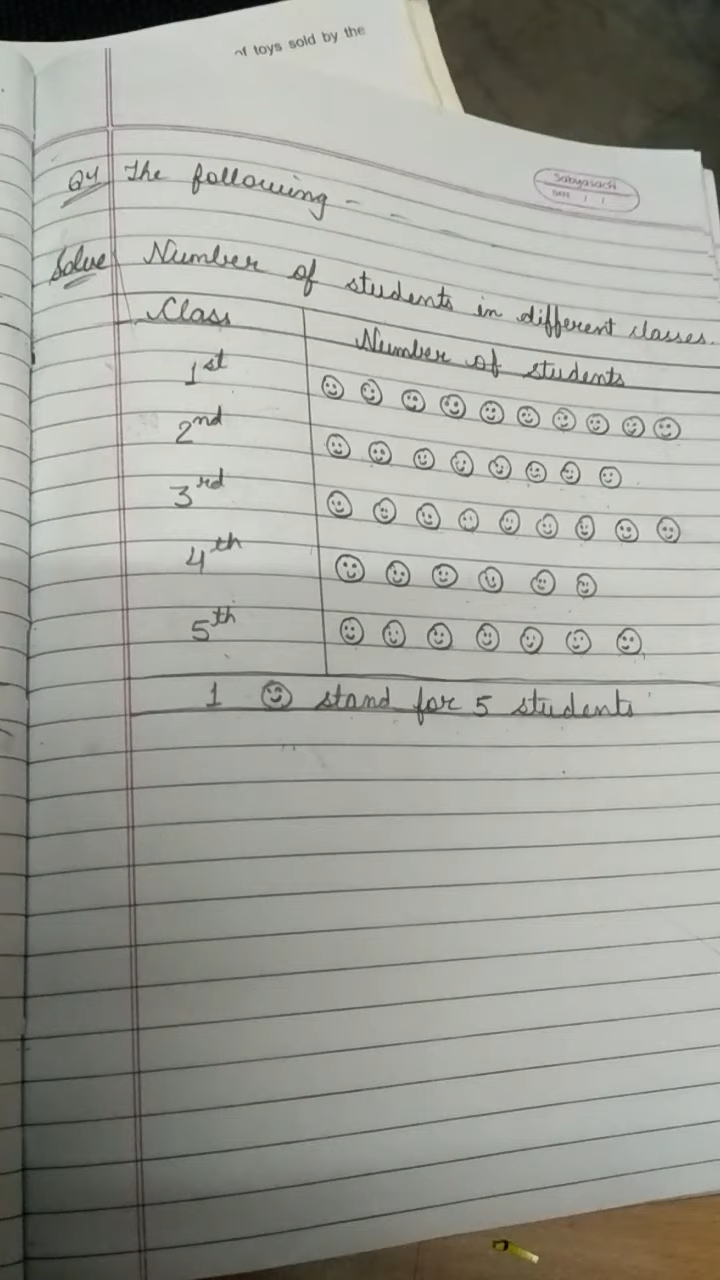 of toys sold by the
Sabyasachi
Q4 The following - - -
Solve Number of students in different classes.
Class Number of students
1st ☺ ☺ ☺ ☺ ☺ ☺ ☺ ☺ ☺ ☺
2nd ☺ ☺ ☺ ☺ ☺ ☺ ☺ ☺
3rd ☺ ☺ ☺ ☺ ☺ ☺ ☺ ☺ ☺
4th ☺ ☺ ☺ ☺ ☺ ☺
5th ☺ ☺ ☺ ☺ ☺ ☺ ☺
1 ☺ stand for 5 students